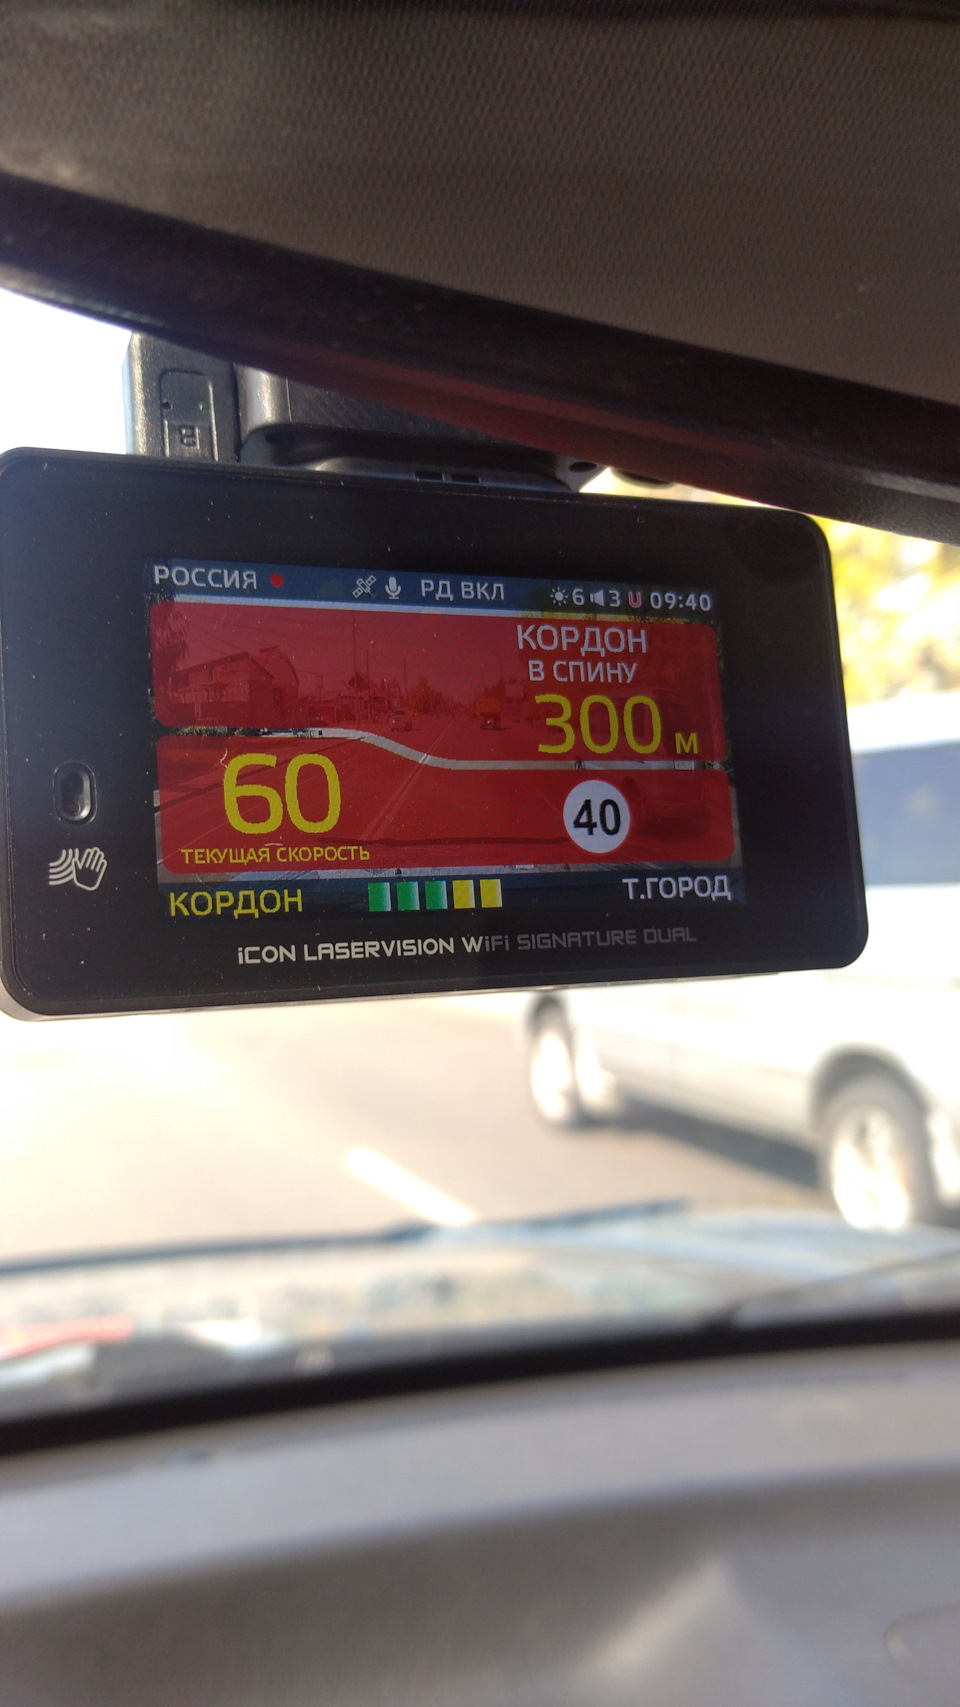 РОССИЯ РД ВКЛ 6 3 U 09:40
КОРДОН
В СПИНУ
300 м
60
40
ТЕКУЩАЯ СКОРОСТЬ
КОРДОН Т.ГОРОД
iCON LASERVISION WiFi SIGNATURE DUAL